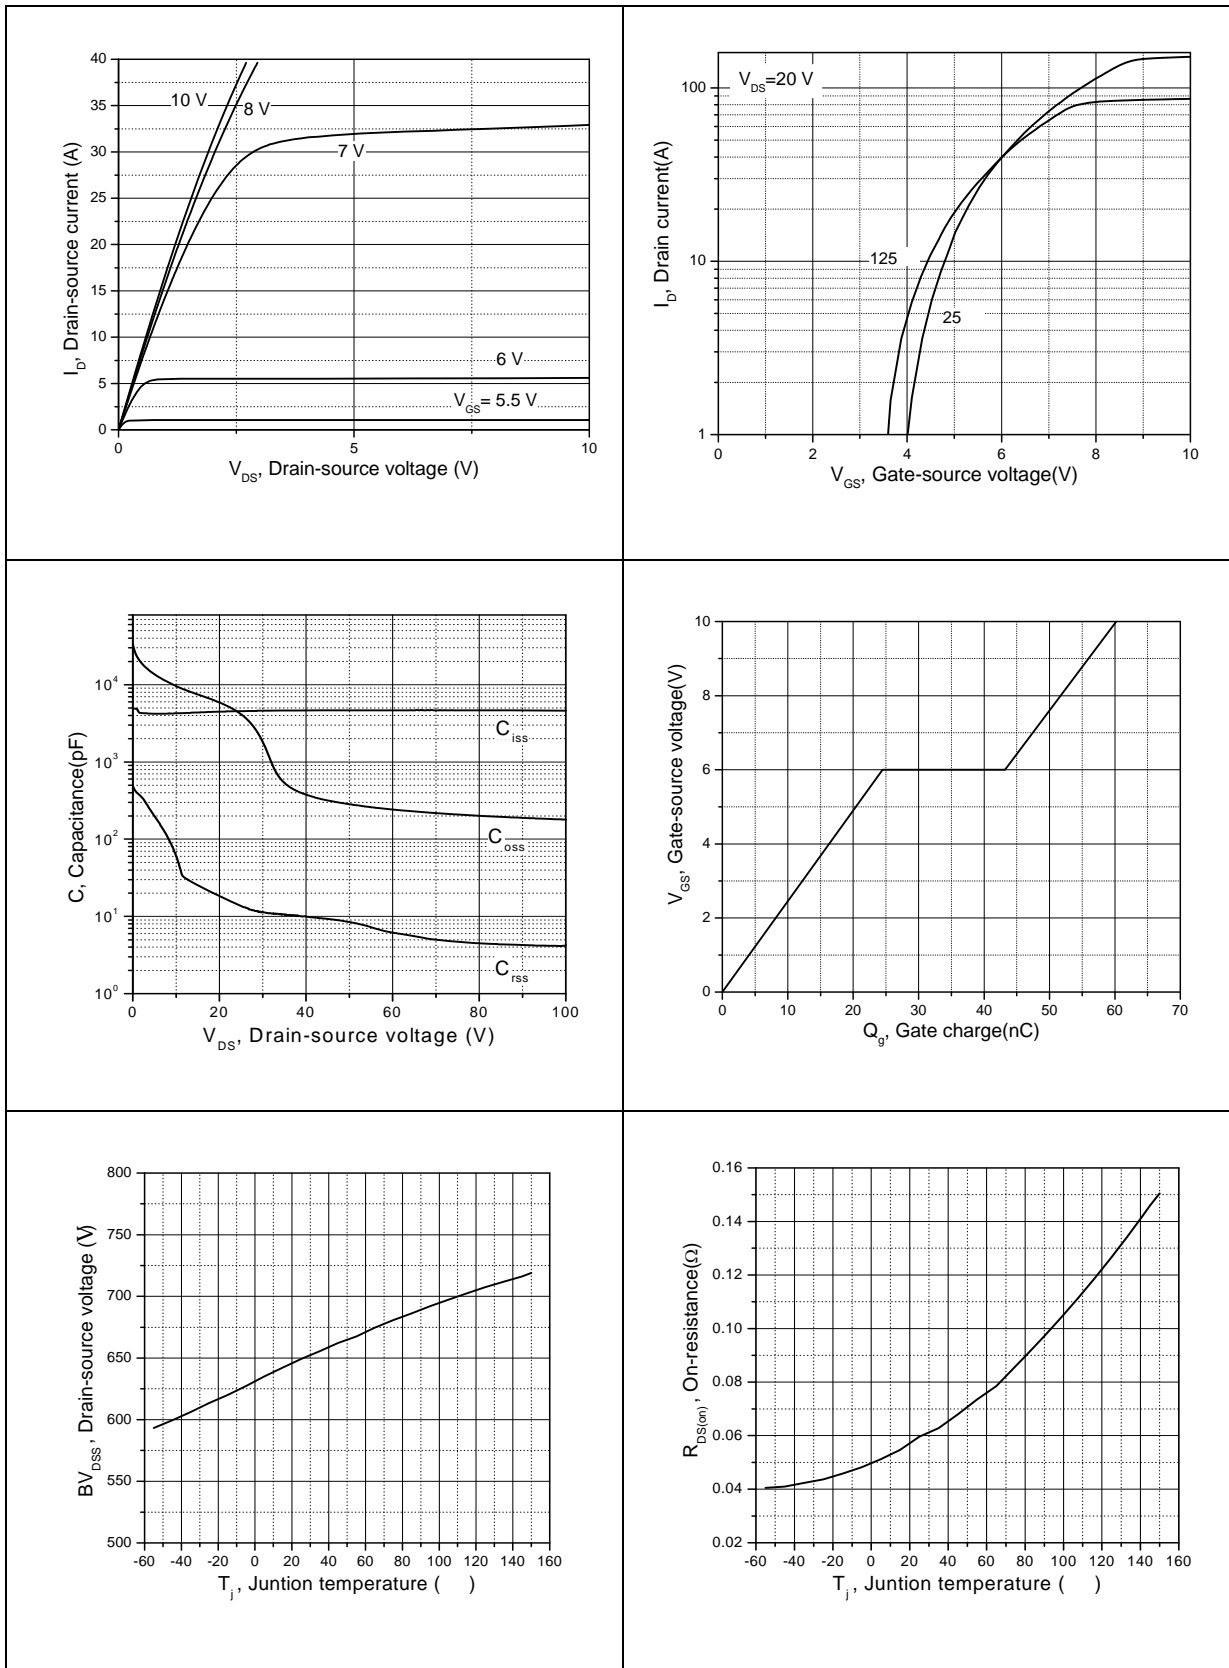 40
35
30
25
20
15
10
5
0
I_D, Drain-source current (A)
10 V
8 V
7 V
6 V
V_GS= 5.5 V
0 5 10
V_DS, Drain-source voltage (V)
100
10
1
I_D, Drain current(A)
V_DS=20 V
125
25
0 2 4 6 8 10
V_GS, Gate-source voltage(V)
10^4
10^3
10^2
10^1
10^0
C, Capacitance(pF)
C_iss
C_oss
C_rss
0 20 40 60 80 100
V_DS, Drain-source voltage (V)
10
8
6
4
2
0
V_GS, Gate-source voltage(V)
0 10 20 30 40 50 60 70
Q_g, Gate charge(nC)
800
750
700
650
600
550
500
BV_DSS, Drain-source voltage (V)
-60 -40 -20 0 20 40 60 80 100 120 140 160
T_j, Juntion temperature ( )
0.16
0.14
0.12
0.10
0.08
0.06
0.04
0.02
R_DS(on), On-resistance(Ω)
-60 -40 -20 0 20 40 60 80 100 120 140 160
T_j, Juntion temperature ( )